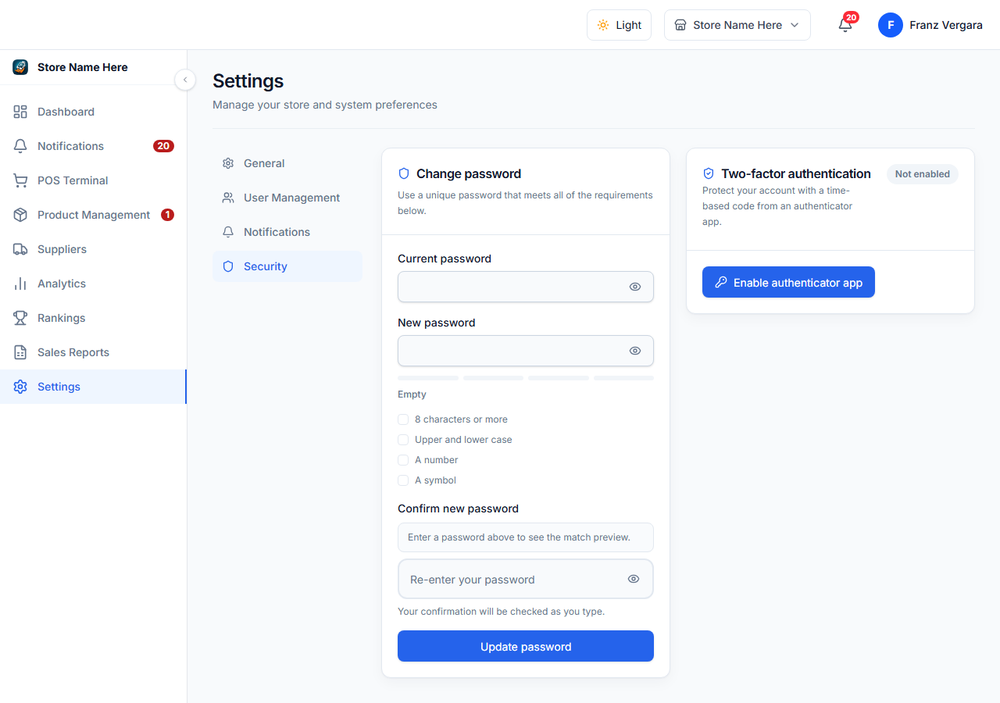 Light
Store Name Here
20
F
Franz Vergara
Store Name Here
Dashboard
Notifications
20
POS Terminal
Product Management
1
Suppliers
Analytics
Rankings
Sales Reports
Settings
Settings
Manage your store and system preferences
General
User Management
Notifications
Security
Change password
Use a unique password that meets all of the requirements
below.
Current password
New password
Empty
8 characters or more
Upper and lower case
A number
A symbol
Confirm new password
Enter a password above to see the match preview.
Re-enter your password
Your confirmation will be checked as you type.
Update password
Two-factor authentication
Not enabled
Protect your account with a time-
based code from an authenticator
app.
Enable authenticator app